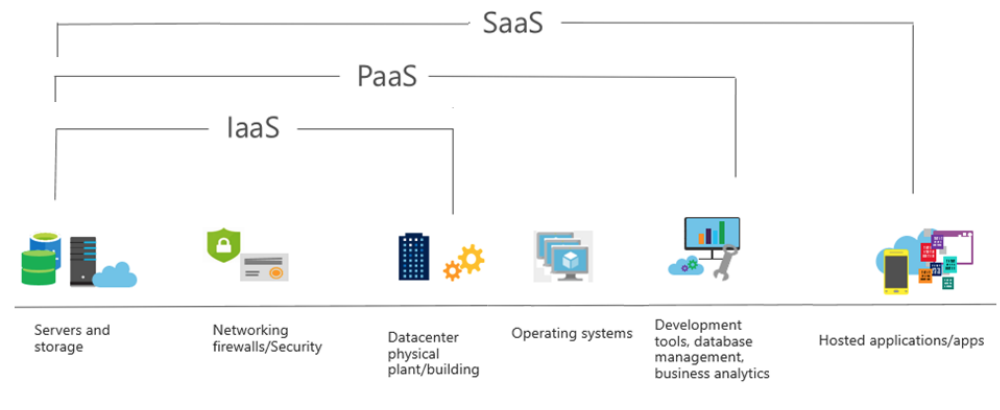 SaaS
PaaS
IaaS
Servers and
storage
Networking
firewalls/Security
Datacenter
physical
plant/building
Operating systems
Development
tools, database
management,
business analytics
Hosted applications/apps